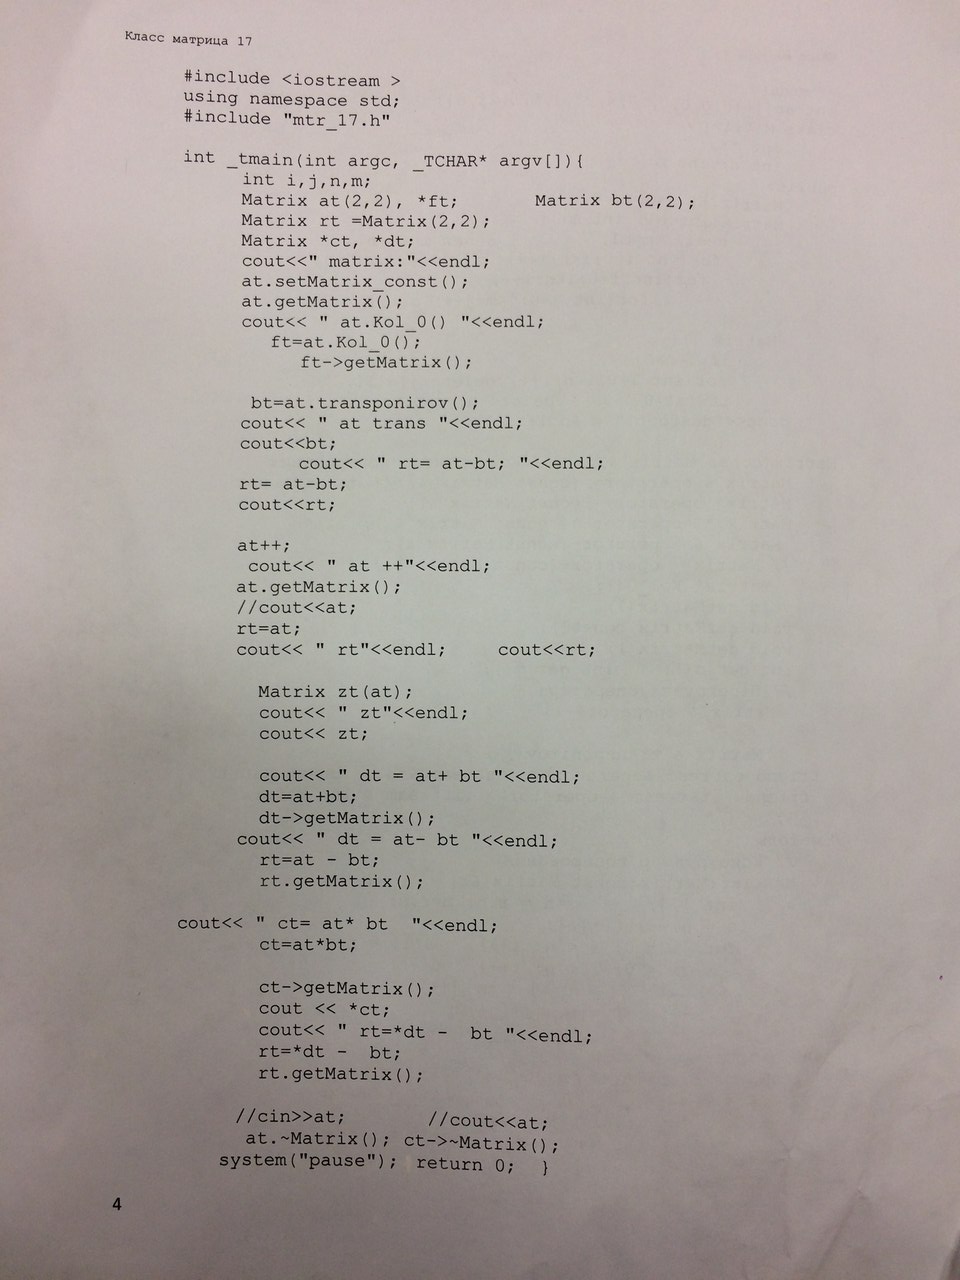 Класс матрица 17
#include <iostream >
using namespace std;
#include "mtr_17.h"
int _tmain(int argc, _TCHAR* argv[]){
int i,j,n,m;
Matrix at(2,2), *ft; Matrix bt(2,2);
Matrix rt =Matrix(2,2);
Matrix *ct, *dt;
cout<<" matrix:"<<endl;
at.setMatrix_const();
at.getMatrix();
cout<< " at.Kol_0() "<<endl;
ft=at.Kol_0();
ft->getMatrix();
bt=at.transponirov();
cout<< " at trans "<<endl;
cout<<bt;
cout<< " rt= at-bt; "<<endl;
rt= at-bt;
cout<<rt;
at++;
cout<< " at ++"<<endl;
at.getMatrix();
//cout<<at;
rt=at;
cout<< " rt"<<endl; cout<<rt;
Matrix zt(at);
cout<< " zt"<<endl;
cout<< zt;
cout<< " dt = at+ bt "<<endl;
dt=at+bt;
dt->getMatrix();
cout<< " dt = at- bt "<<endl;
rt=at - bt;
rt.getMatrix();
cout<< " ct= at* bt  "<<endl;
ct=at*bt;
ct->getMatrix();
cout << *ct;
cout<< " rt=*dt -  bt "<<endl;
rt=*dt -  bt;
rt.getMatrix();
//cin>>at; //cout<<at;
at.~Matrix(); ct->~Matrix();
system("pause"); return 0; }
4